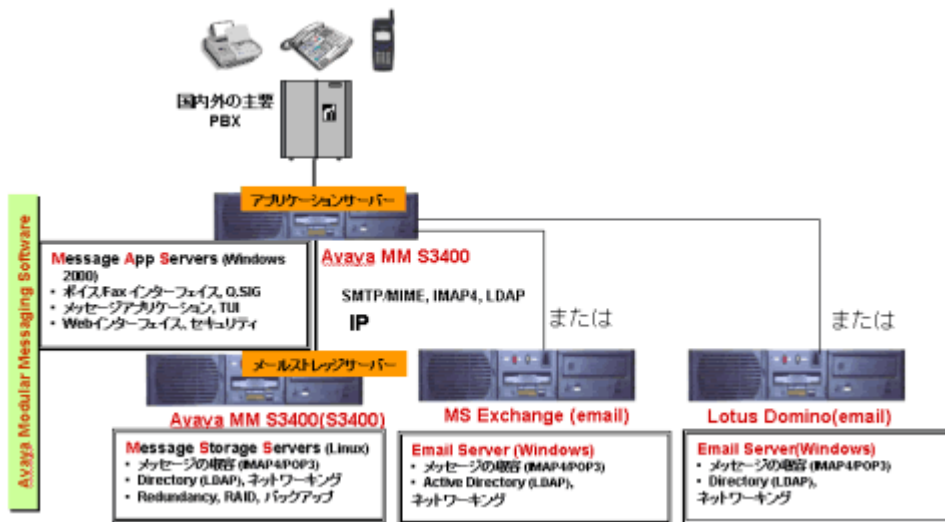 国内外の主要
PBX
アプリケーションサーバー
Avaya Modular Messaging Software
Message App Servers (Windows
2000)
• ボイス/Fax インターフェイス, Q.SIG
• メッセージアプリケーション, TUI
• Webインターフェイス, セキュリティ
Avaya MM S3400
SMTP/MIME, IMAP4, LDAP
IP
または
または
メールストレッジサーバー
Avaya MM S3400(S3400)
MS Exchange (email)
Lotus Domino(email)
Message Storage Servers (Linux)
• メッセージの収容 (IMAP4/POP3)
• Directory (LDAP), ネットワーキング
• Redundancy, RAID, バックアップ
Email Server (Windows)
• メッセージの収容 (IMAP4/POP3)
• Active Directory (LDAP),
ネットワーキング
Email Server(Windows)
• メッセージの収容 (IMAP4/POP3)
• Directory (LDAP),
ネットワーキング